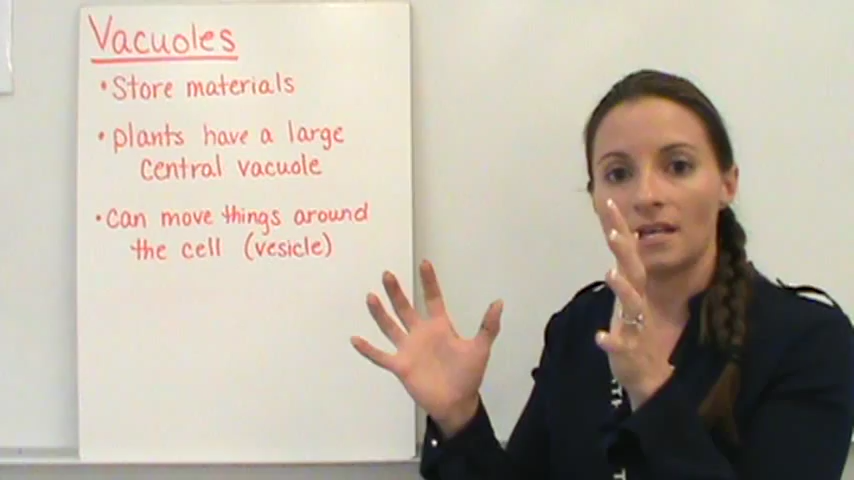 Vacuoles
• Store materials
• plants have a large
central vacuole
• can move things around
the cell (vesicle)